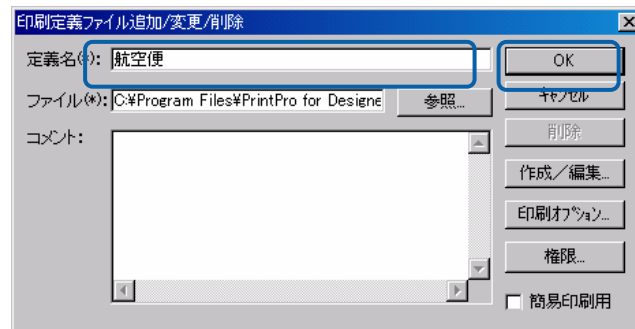 印刷定義ファイル追加/変更/削除
定義名(*): 航空便
OK
ファイル(*): C:¥Program Files¥PrintPro for Designe 参照...
キャンセル
コメント:
削除
作成／編集...
印刷オプション...
権限...
簡易印刷用